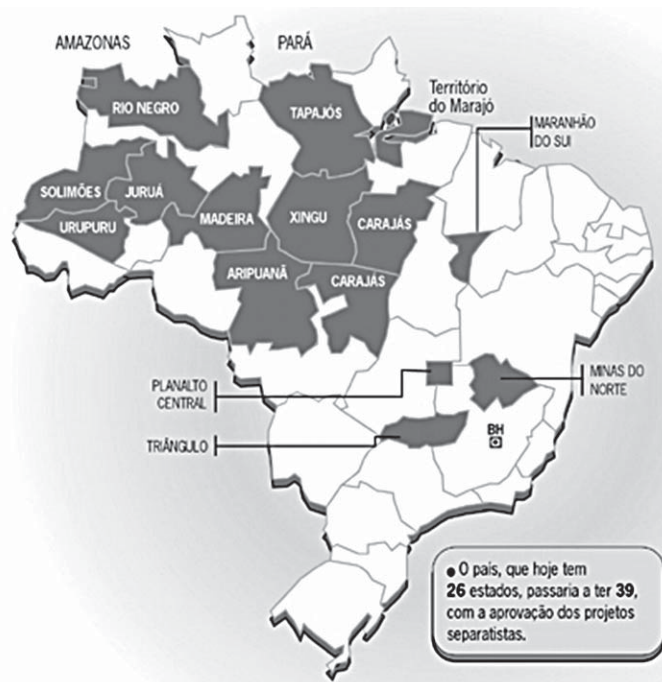 AMAZONAS
PARÁ
RIO NEGRO
TAPAJÓS
Território
do Marajó
MARANHÃO
DO SUL
SOLIMÕES
JURUÁ
MADEIRA
XINGU
CARAJÁS
URUPURU
ARIPUANÃ
CARAJÁS
PLANALTO
CENTRAL
MINAS DO
NORTE
TRIÂNGULO
BH
● O país, que hoje tem
26 estados, passaria a ter 39,
com a aprovação dos projetos
separatistas.